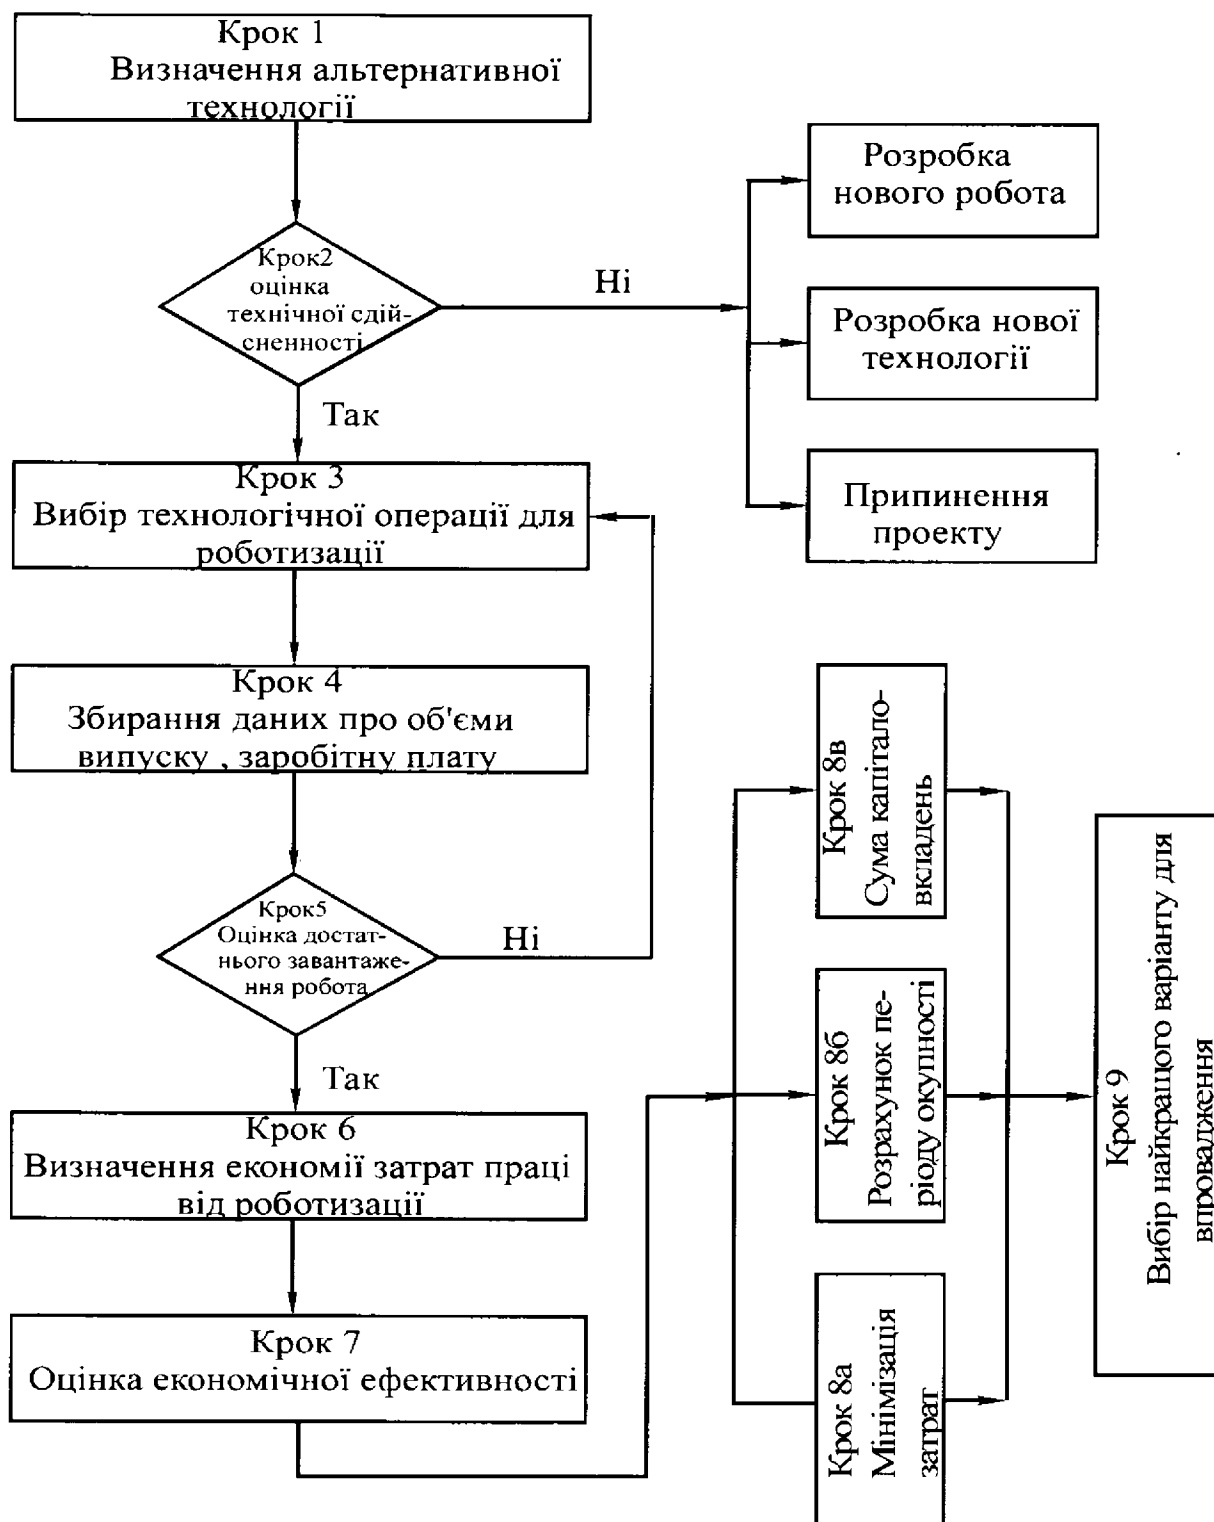 Крок 1
Визначення альтернативної
технології
Крок2
оцінка
технічної сдій-
сненності
Ні
Розробка
нового робота
Розробка нової
технології
Припинення
проекту
Так
Крок 3
Вибір технологічної операції для
роботизації
Крок 4
Збирання даних про об'єми
випуску , заробітну плату
Крок5
Оцінка достат-
нього завантаже-
ння робота
Ні
Так
Крок 6
Визначення економії затрат праці
від роботизації
Крок 7
Оцінка економічної ефективності
Крок 8в
Сума капітало-
вкладень
Крок 8б
Розрахунок пе-
ріоду окупності
Крок 8а
Мінімізація
затрат
Крок 9
Вибір найкращого варіанту для
впровадження